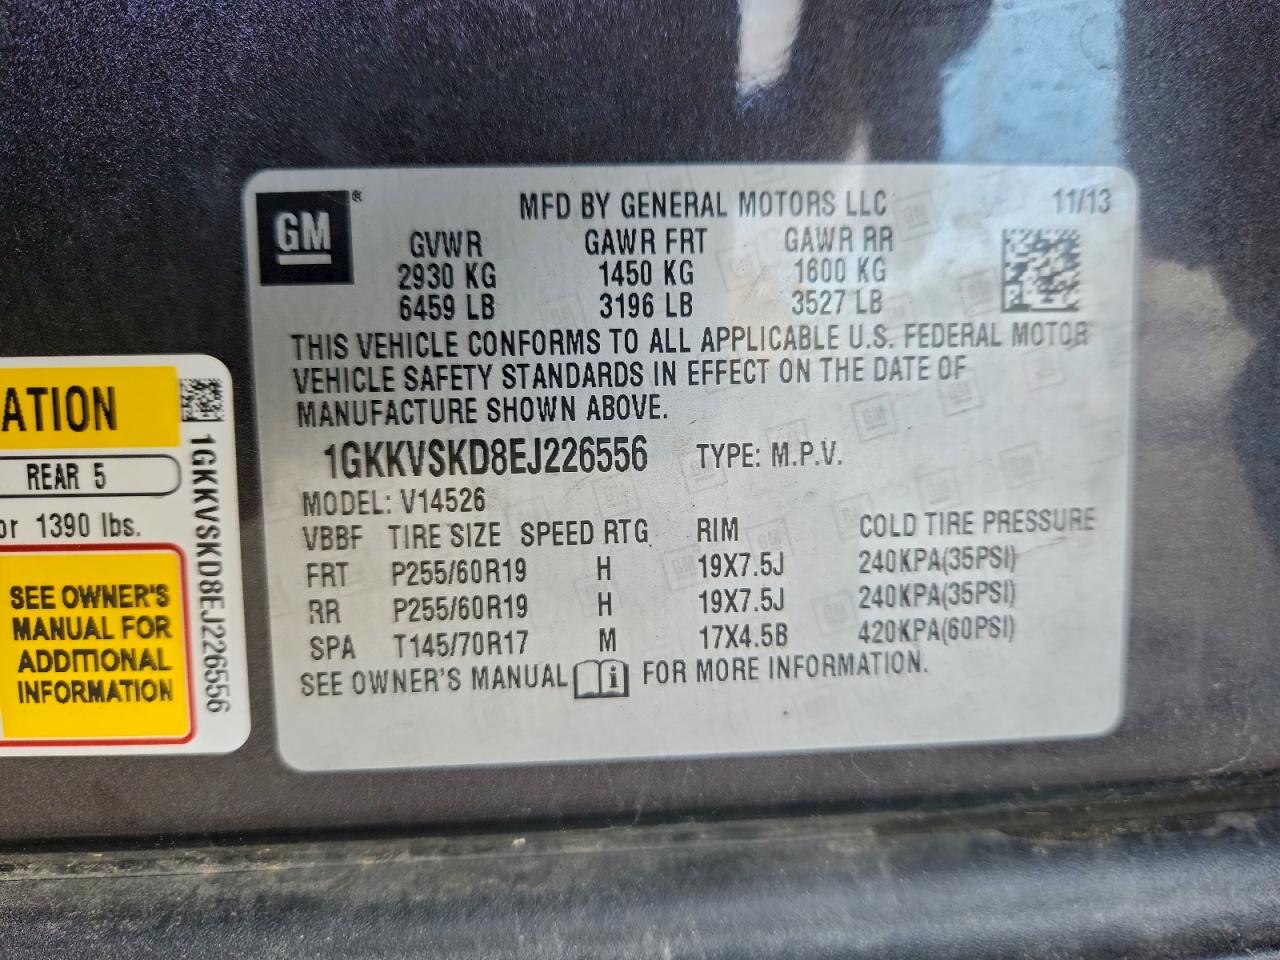 GM ®
MFD BY GENERAL MOTORS LLC 11/13
GVWR GAWR FRT GAWR RR
2930 KG 1450 KG 1600 KG
6459 LB 3196 LB 3527 LB
THIS VEHICLE CONFORMS TO ALL APPLICABLE U.S. FEDERAL MOTOR
VEHICLE SAFETY STANDARDS IN EFFECT ON THE DATE OF
MANUFACTURE SHOWN ABOVE.
1GKKVSKD8EJ226556 TYPE: M.P.V.
MODEL: V14526
VBBF TIRE SIZE SPEED RTG RIM COLD TIRE PRESSURE
FRT P255/60R19 H 19X7.5J 240KPA(35PSI)
RR P255/60R19 H 19X7.5J 240KPA(35PSI)
SPA T145/70R17 M 17X4.5B 420KPA(60PSI)
SEE OWNER'S MANUAL i FOR MORE INFORMATION.
ATION
REAR 5
or 1390 lbs.
SEE OWNER'S
MANUAL FOR
ADDITIONAL
INFORMATION
1GKKVSKD8EJ226556